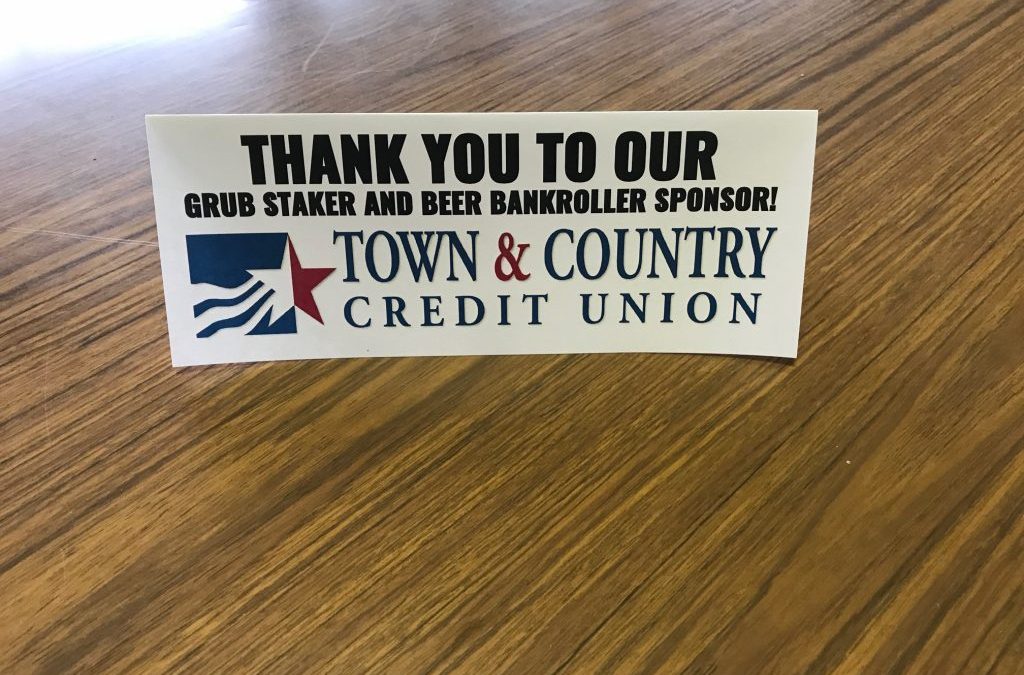 THANK YOU TO OUR
GRUB STAKER AND BEER BANKROLLER SPONSOR!
TOWN & COUNTRY
CREDIT UNION